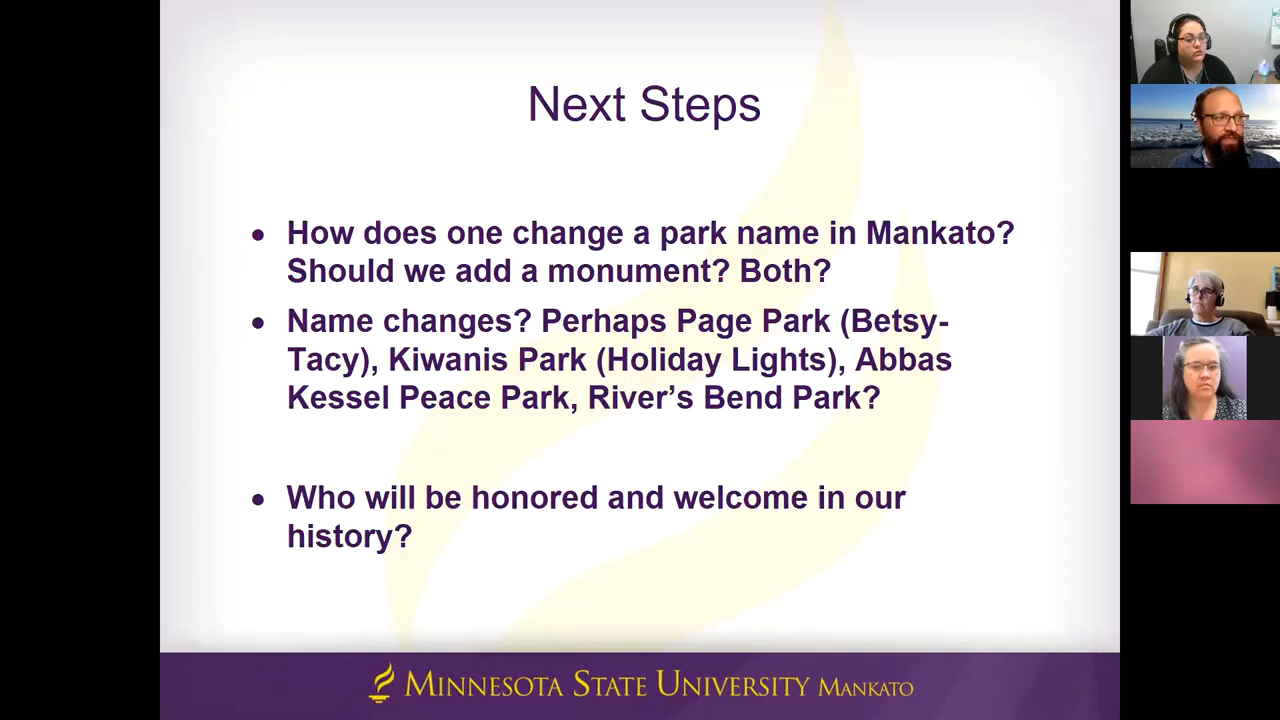 Next Steps
• How does one change a park name in Mankato?
Should we add a monument? Both?
• Name changes? Perhaps Page Park (Betsy-
Tacy), Kiwanis Park (Holiday Lights), Abbas
Kessel Peace Park, River’s Bend Park?
• Who will be honored and welcome in our
history?
MINNESOTA STATE UNIVERSITY MANKATO